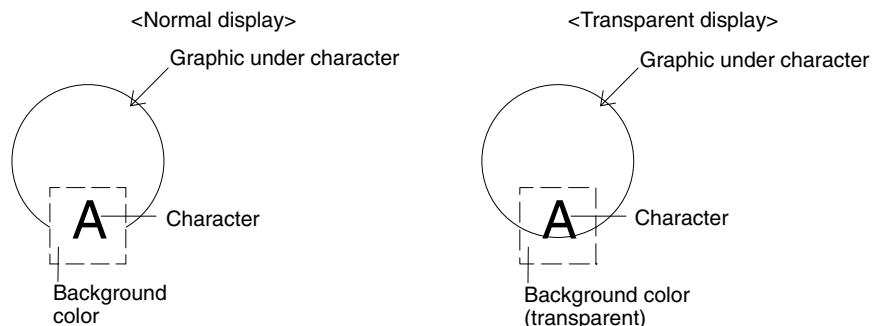 <Normal display>
Graphic under character
A
Character
Background
color
<Transparent display>
Graphic under character
A
Character
Background color
(transparent)